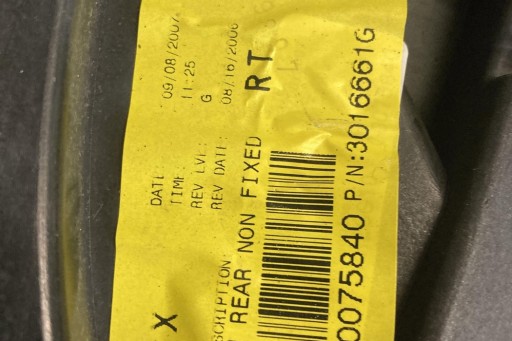 DATE: 09/08/2007
TIME: 11:25
REV LVL: G
REV DATE: 08/16/2006
X
SCRIPTION:
REAR NON FIXED RT
0075840 P/N:30166661G